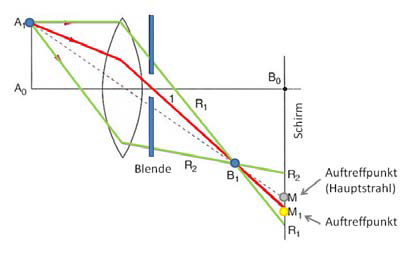 A1
A0
B0
Schirm
1
R1
Blende
R2
B1
R2
M
Auftreffpunkt
(Hauptstrahl)
M1
Auftreffpunkt
R1